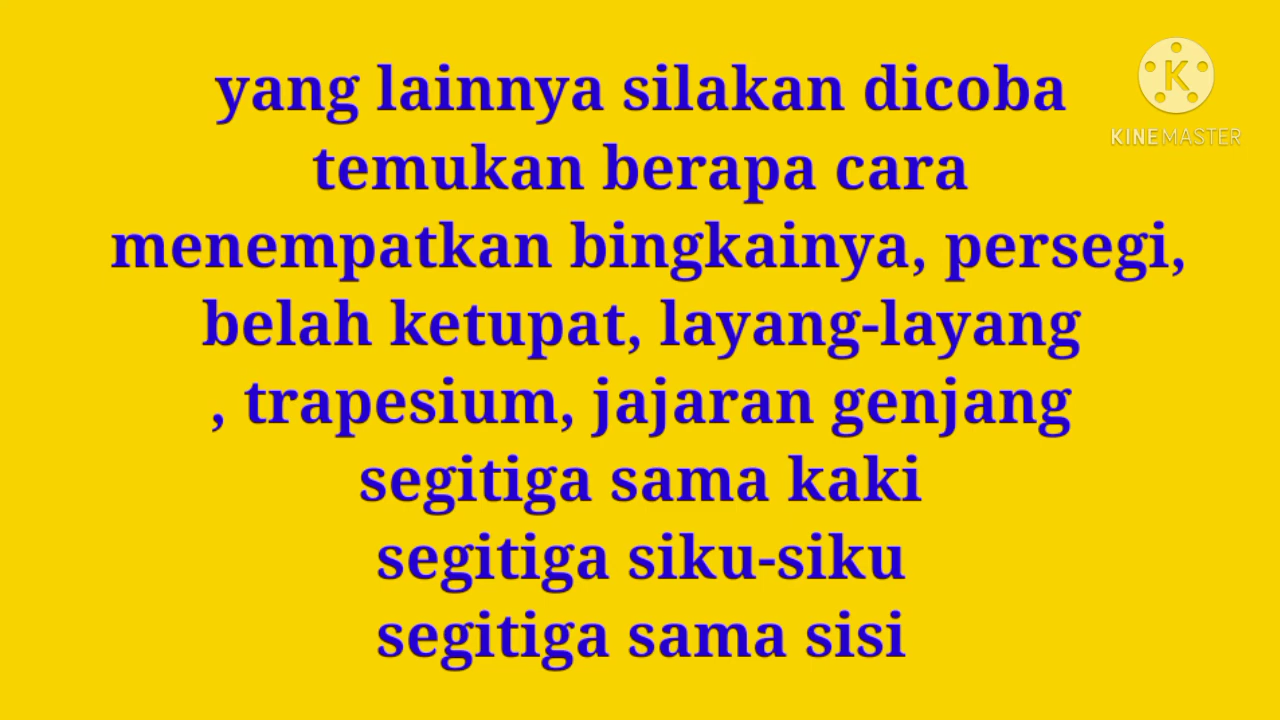 yang lainnya silakan dicoba
temukan berapa cara
menempatkan bingkainya, persegi,
belah ketupat, layang-layang
, trapesium, jajaran genjang
segitiga sama kaki
segitiga siku-siku
segitiga sama sisi
K
KINEMASTER